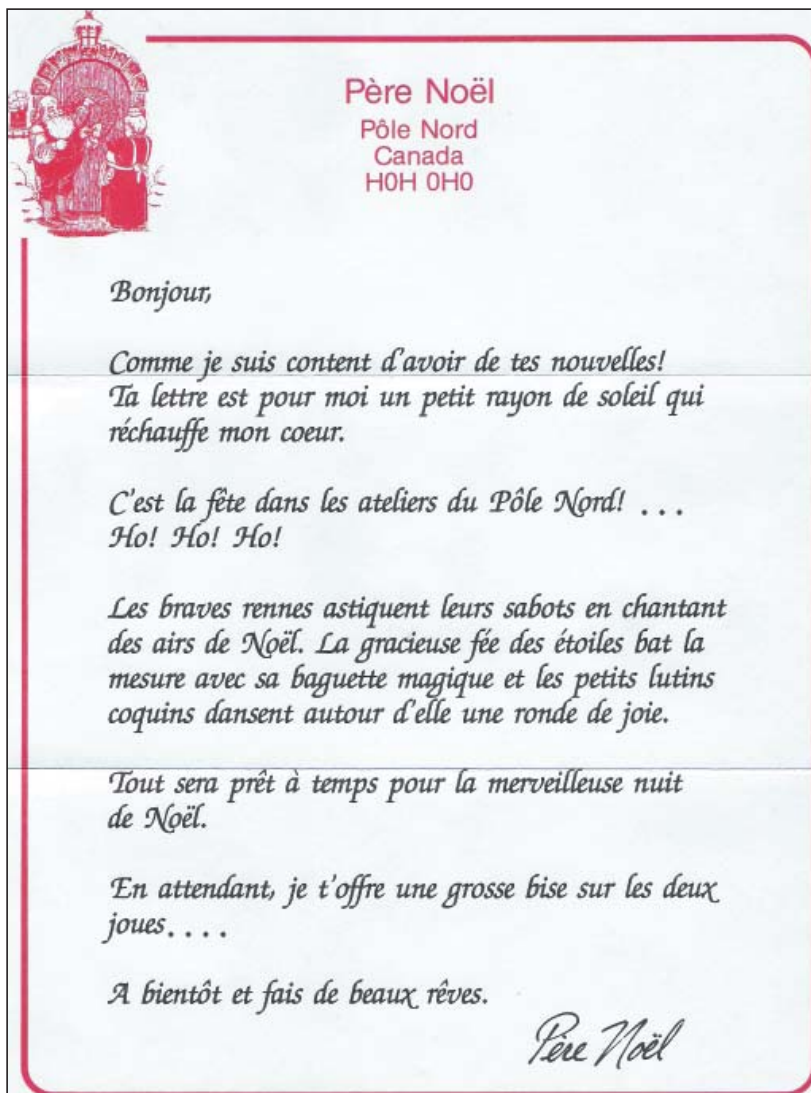 Père Noël
Pôle Nord
Canada
H0H 0H0
Bonjour,
Comme je suis content d'avoir de tes nouvelles!
Ta lettre est pour moi un petit rayon de soleil qui
réchauffe mon coeur.
C'est la fête dans les ateliers du Pôle Nord! . . .
Ho! Ho! Ho!
Les braves rennes astiquent leurs sabots en chantant
des airs de Noël. La gracieuse fée des étoiles bat la
mesure avec sa baguette magique et les petits lutins
coquins dansent autour d'elle une ronde de joie.
Tout sera prêt à temps pour la merveilleuse nuit
de Noël.
En attendant, je t'offre une grosse bise sur les deux
joues. . . .
A bientôt et fais de beaux rêves.
Père Noël